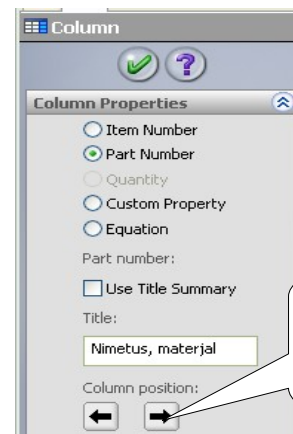 Column
?
Column Properties
Item Number
Part Number
Quantity
Custom Property
Equation
Part number:
Use Title Summary
Title:
Nimetus, materjal
Column position: